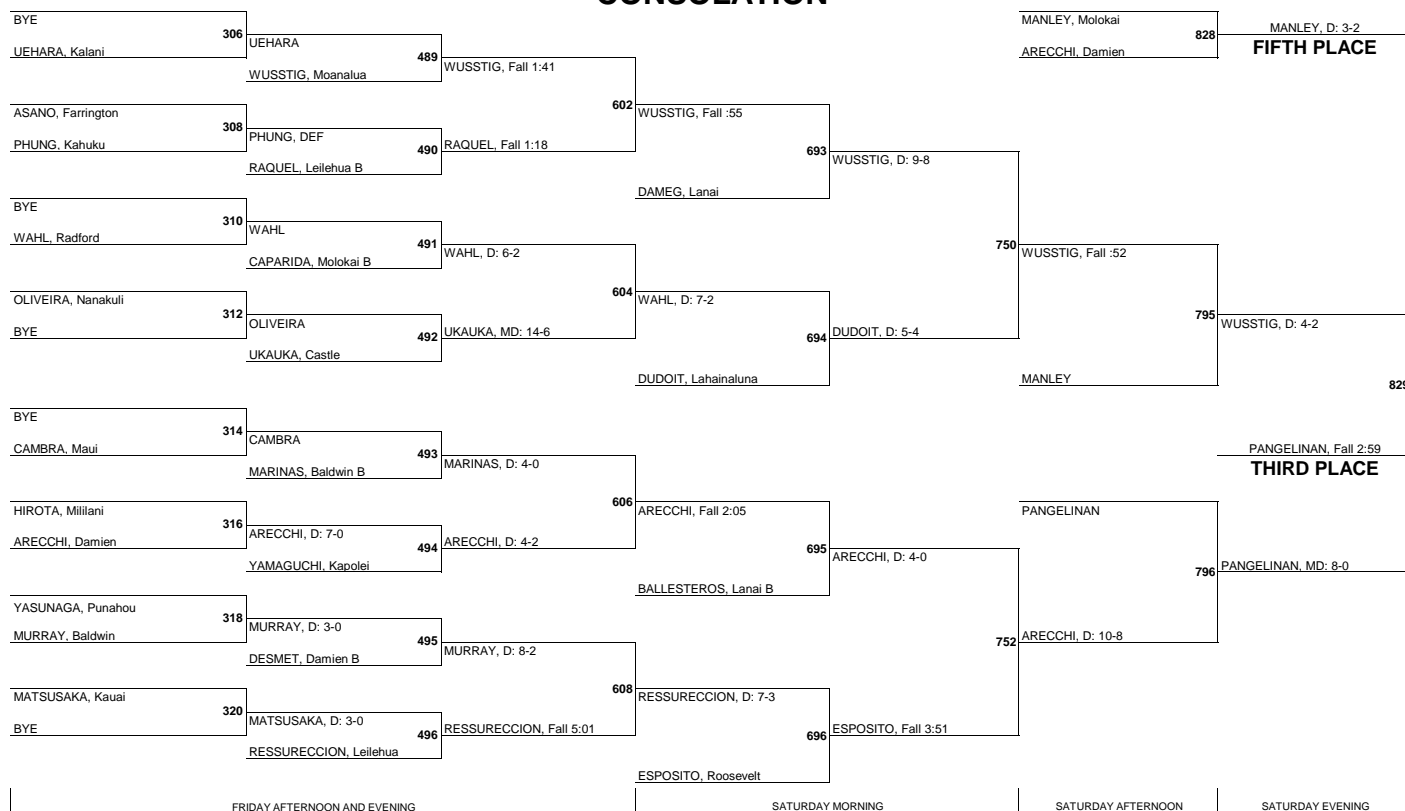 CONSOLATION
BYE
306
UEHARA, Kalani
UEHARA
489
WUSSTIG, Moanalua
WUSSTIG, Fall 1:41
ASANO, Farrington
308
PHUNG, Kahuku
PHUNG, DEF
490
RAQUEL, Leilehua B
RAQUEL, Fall 1:18
602
WUSSTIG, Fall :55
693
DAMEG, Lanai
WUSSTIG, D: 9-8
BYE
310
WAHL, Radford
WAHL
491
CAPARIDA, Molokai B
WAHL, D: 6-2
OLIVEIRA, Nanakuli
312
BYE
OLIVEIRA
492
UKAUKA, Castle
UKAUKA, MD: 14-6
604
WAHL, D: 7-2
694
DUDOIT, Lahainaluna
DUDOIT, D: 5-4
750
WUSSTIG, Fall :52
795
MANLEY
WUSSTIG, D: 4-2
829
BYE
314
CAMBRA, Maui
CAMBRA
493
MARINAS, Baldwin B
MARINAS, D: 4-0
HIROTA, Mililani
316
ARECCHI, Damien
ARECCHI, D: 7-0
494
YAMAGUCHI, Kapolei
ARECCHI, D: 4-2
606
ARECCHI, Fall 2:05
695
BALLESTEROS, Lanai B
ARECCHI, D: 4-0
YASUNAGA, Punahou
318
MURRAY, Baldwin
MURRAY, D: 3-0
495
DESMET, Damien B
MURRAY, D: 8-2
MATSUSAKA, Kauai
320
BYE
MATSUSAKA, D: 3-0
496
RESSURECCION, Leilehua
RESSURECCION, Fall 5:01
608
RESSURECCION, D: 7-3
696
ESPOSITO, Roosevelt
ESPOSITO, Fall 3:51
752
PANGELINAN
796
ARECCHI, D: 10-8
PANGELINAN, MD: 8-0
PANGELINAN, Fall 2:59
THIRD PLACE
MANLEY, Molokai
828
ARECCHI, Damien
MANLEY, D: 3-2
FIFTH PLACE
FRIDAY AFTERNOON AND EVENING
SATURDAY MORNING
SATURDAY AFTERNOON
SATURDAY EVENING